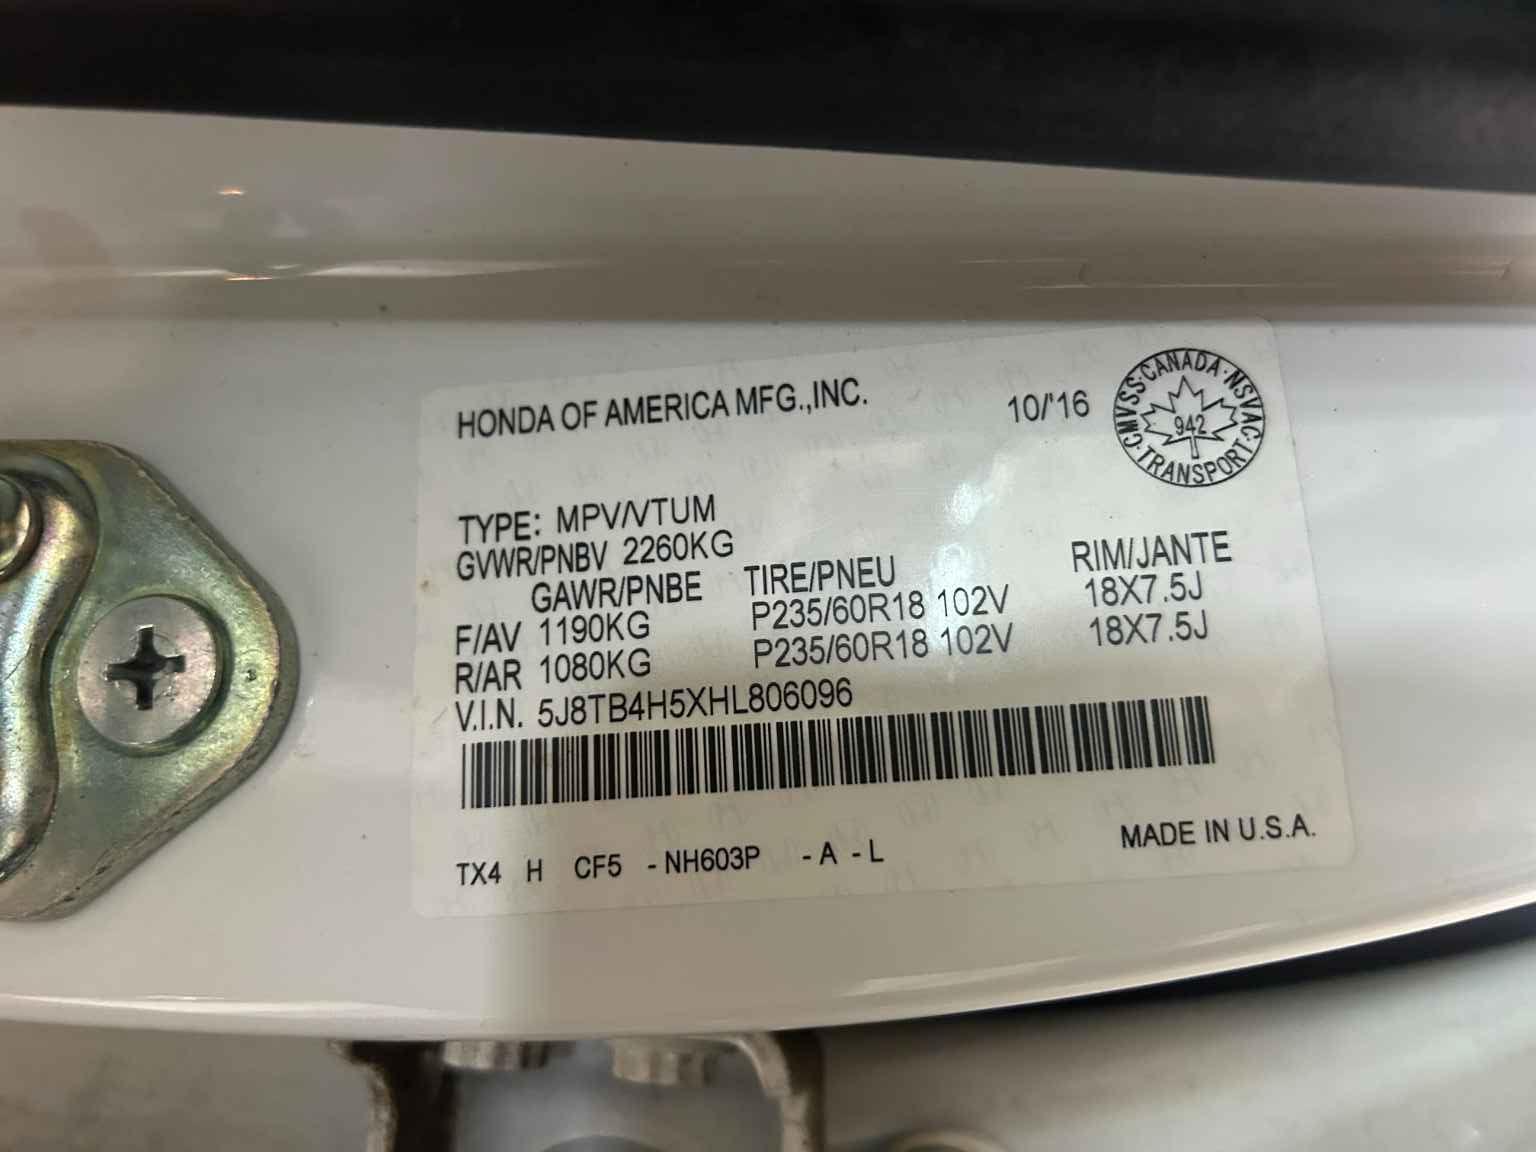 HONDA OF AMERICA MFG.,INC. 10/'16
CMVSS·CANADA·NSVAC·TRANSPORT·
942
TYPE: MPV/VTUM
GVWR/PNBV 2260KG
GAWR/PNBE TIRE/PNEU RIM/JANTE
F/AV 1190KG P235/60R18 102V 18X7.5J
R/AR 1080KG P235/60R18 102V 18X7.5J
V.I.N. 5J8TB4H5XHL806096
TX4 H CF5 -NH603P -A -L MADE IN U.S.A.